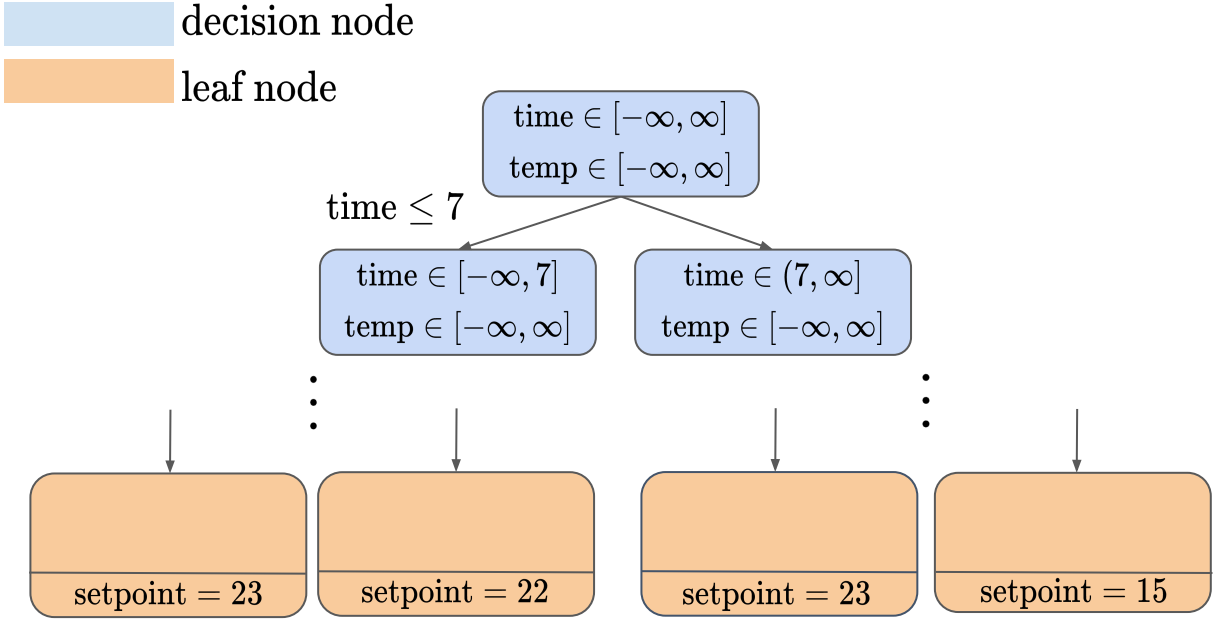 decision node
leaf node
time ∈ [−∞, ∞]
temp ∈ [−∞, ∞]
time ≤ 7
time ∈ [−∞, 7]
temp ∈ [−∞, ∞]
time ∈ (7, ∞]
temp ∈ [−∞, ∞]
setpoint = 23
setpoint = 22
setpoint = 23
setpoint = 15